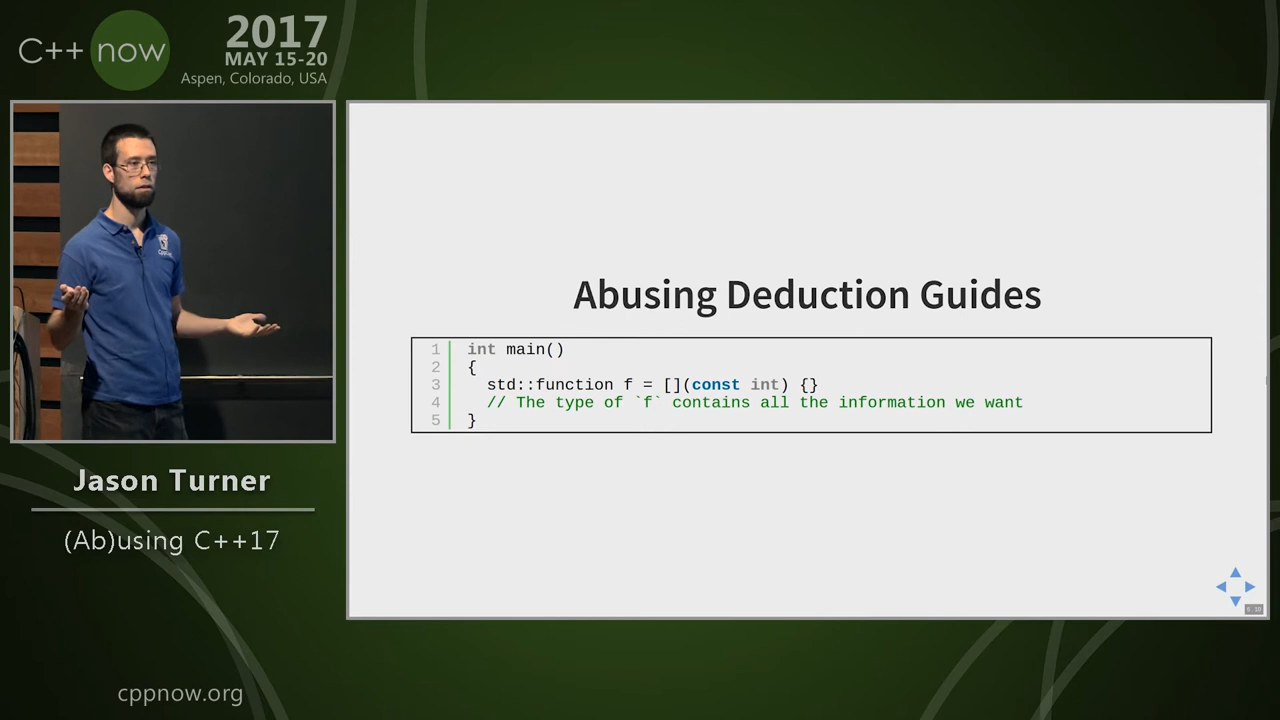 C++ now
2017
MAY 15-20
Aspen, Colorado, USA
Abusing Deduction Guides
1 int main()
2 {
3 std::function f = [](const int) {}
4 // The type of `f` contains all the information we want
5 }
Jason Turner
(Ab)using C++17
cppnow.org